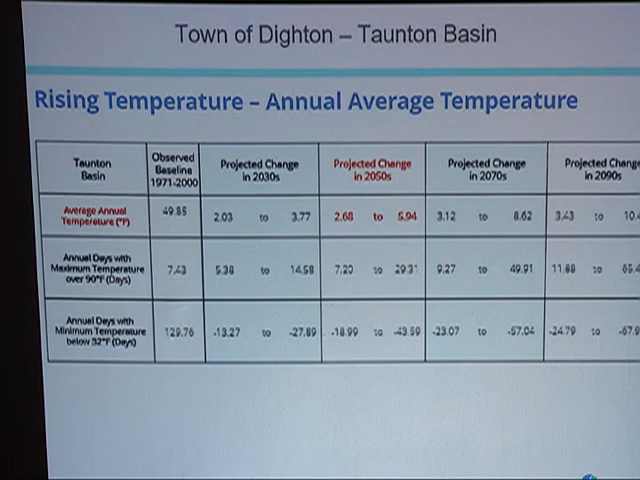 Town of Dighton – Taunton Basin
Rising Temperature – Annual Average Temperature
Taunton Basin
Observed Baseline 1971-2000
Projected Change in 2030s
Projected Change in 2050s
Projected Change in 2070s
Projected Change in 2090s
Average Annual Temperature (°F)
49.85
2.03 to 3.77
2.68 to 5.94
3.12 to 8.62
3.43 to
Annual Days with Maximum Temperature over 90°F (Days)
7.43
5.38 to 14.58
7.20 to 29.31
9.27 to 49.91
11.88 to
Annual Days with Minimum Temperature below 32°F (Days)
129.76
-13.27 to -27.89
-18.99 to -43.59
-23.07 to -57.04
-24.79 to